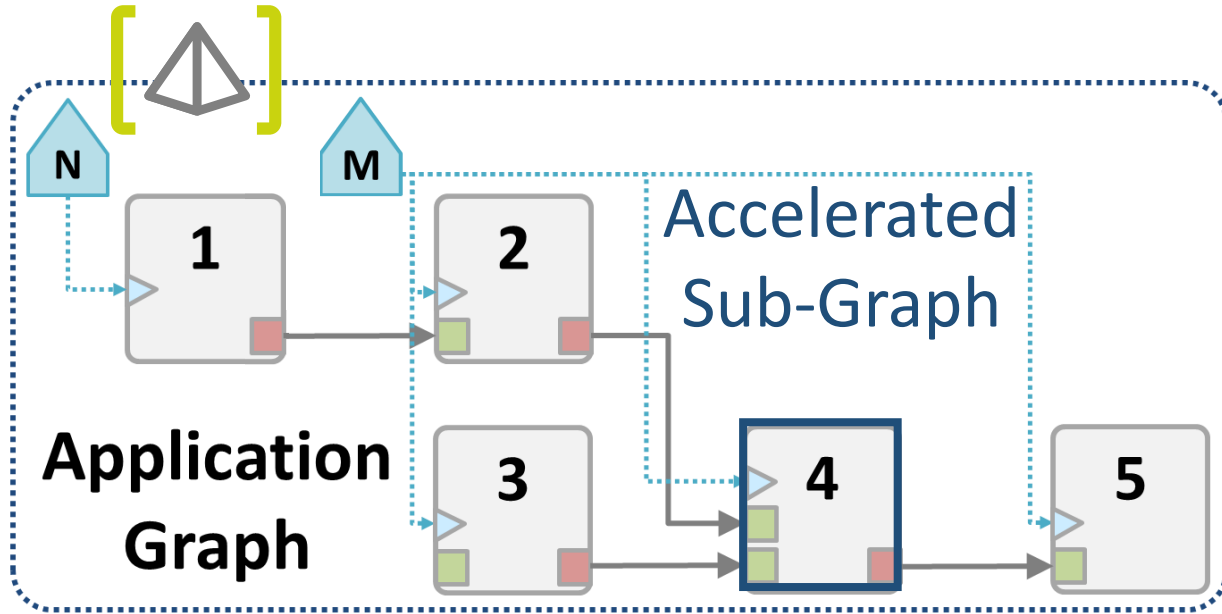 N
M
1
2
Accelerated
Sub-Graph
Application
Graph
3
4
5